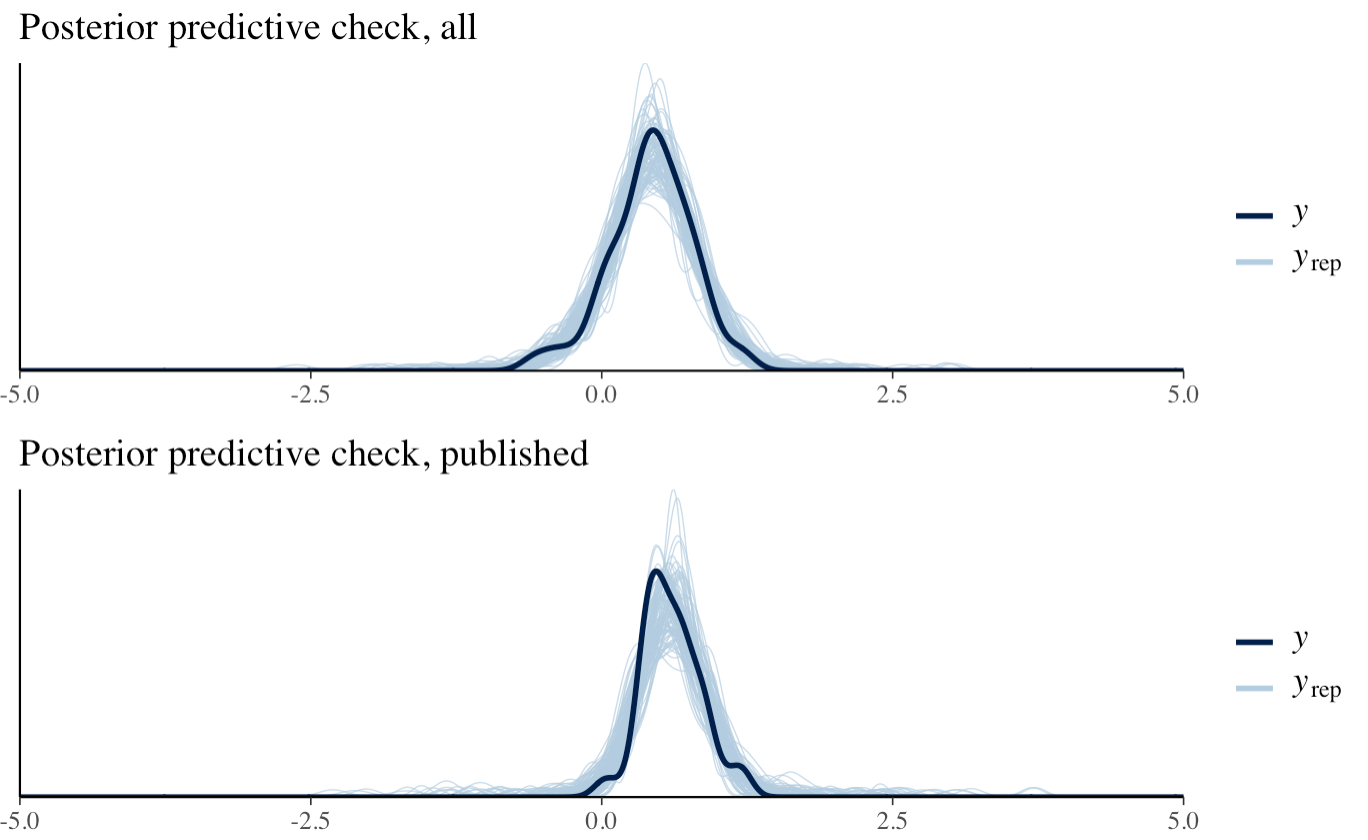 Posterior predictive check, all
y
yrep
-5.0 -2.5 0.0 2.5 5.0
Posterior predictive check, published
y
yrep
-5.0 -2.5 0.0 2.5 5.0